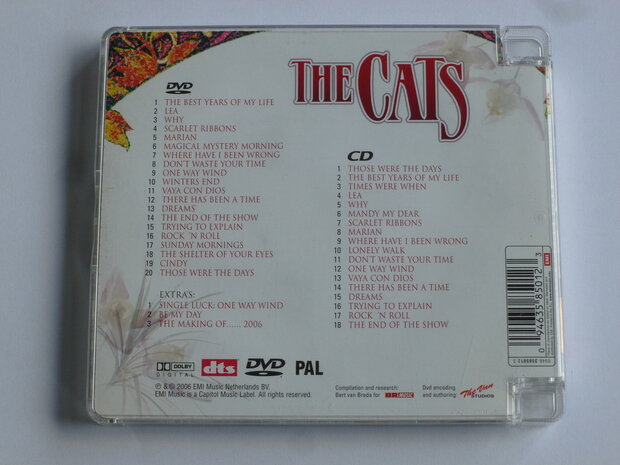 THE CATS
DVD
1 THE BEST YEARS OF MY LIFE
2 LEA
3 WHY
4 SCARLET RIBBONS
5 MARIAN
6 MAGICAL MYSTERY MORNING
7 WHERE HAVE I BEEN WRONG
8 DON'T WASTE YOUR TIME
9 ONE WAY WIND
10 WINTERS END
11 VAYA CON DIOS
12 THERE HAS BEEN A TIME
13 DREAMS
14 THE END OF THE SHOW
15 TRYING TO EXPLAIN
16 ROCK 'N ROLL
17 SUNDAY MORNINGS
18 THE SHELTER OF YOUR EYES
19 CINDY
20 THOSE WERE THE DAYS
EXTRA'S:
1 SINGLE LUCK: ONE WAY WIND
2 BE MY DAY
3 THE MAKING OF...... 2006
CD
1 THOSE WERE THE DAYS
2 THE BEST YEARS OF MY LIFE
3 TIMES WERE WHEN
4 LEA
5 WHY
6 MANDY MY DEAR
7 SCARLET RIBBONS
8 MARIAN
9 WHERE HAVE I BEEN WRONG
10 LONELY WALK
11 DON'T WASTE YOUR TIME
12 ONE WAY WIND
13 VAYA CON DIOS
14 THERE HAS BEEN A TIME
15 DREAMS
16 TRYING TO EXPLAIN
17 ROCK 'N ROLL
18 THE END OF THE SHOW
EMI
0 94635 85012 3
DOLBY
DIGITAL
dts
DVD
PAL
℗ & © 2006 EMI Music Netherlands BV.
EMI Music is a Capitol Music Label. All rights reserved.
Compilation and research:
Bert van Breda for EMI MUSIC
Dvd encoding
and authoring
The Van
STUDIOS